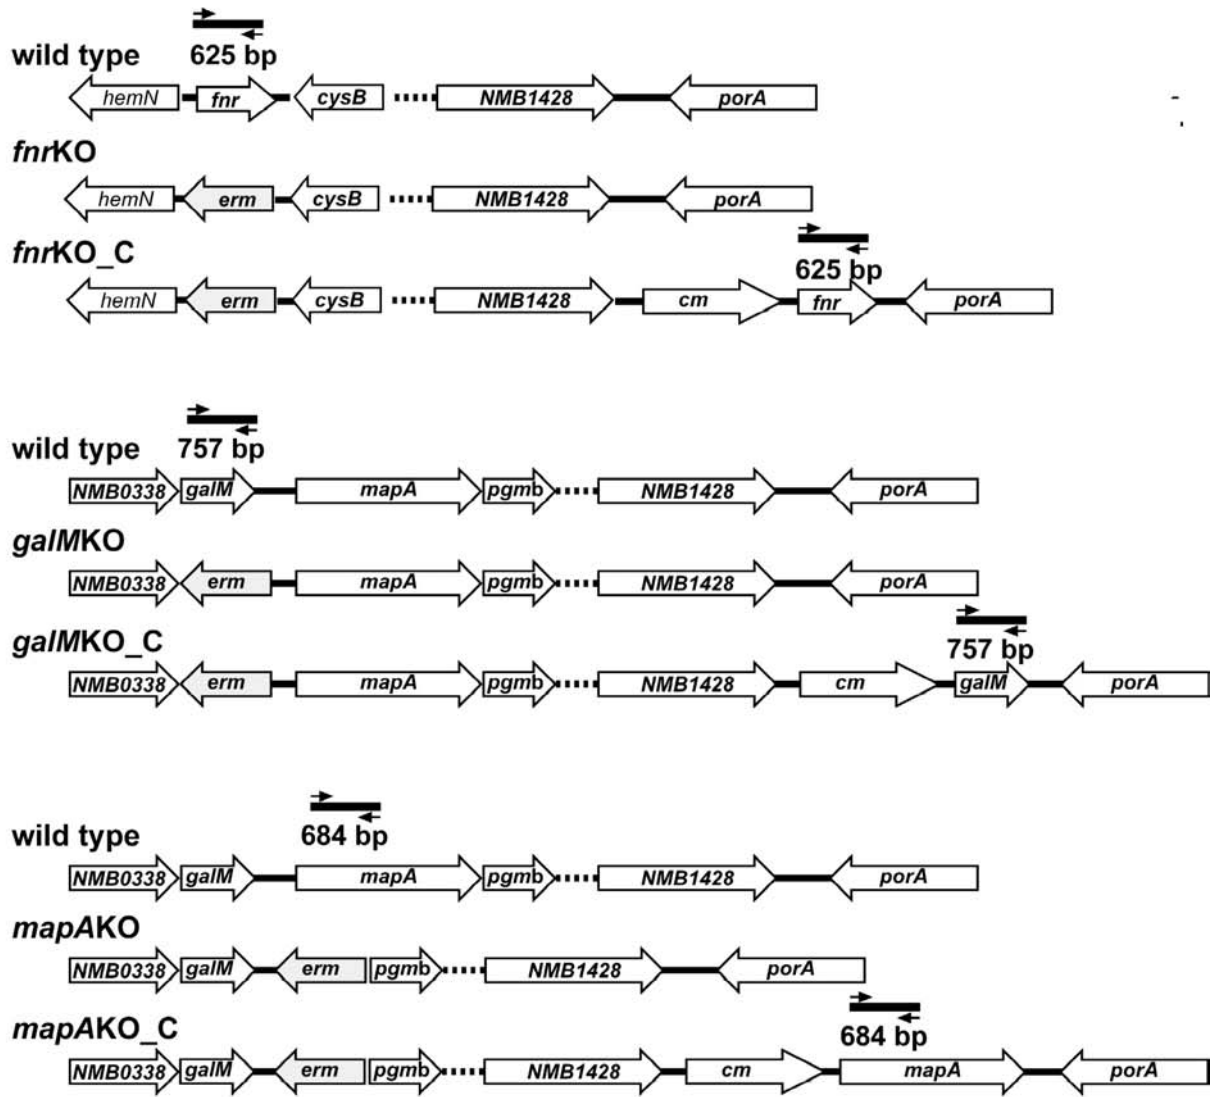 625 bp
wild type
hemN fnr cysB NMB1428 porA
fnrKO
hemN erm cysB NMB1428 porA
fnrKO_C
625 bp
hemN erm cysB NMB1428 cm fnr porA
757 bp
wild type
NMB0338 galM mapA pgmb NMB1428 porA
galMKO
NMB0338 erm mapA pgmb NMB1428 porA
galMKO_C
757 bp
NMB0338 erm mapA pgmb NMB1428 cm galM porA
684 bp
wild type
NMB0338 galM mapA pgmb NMB1428 porA
mapAKO
NMB0338 galM erm pgmb NMB1428 porA
mapAKO_C
684 bp
NMB0338 galM erm pgmb NMB1428 cm mapA porA